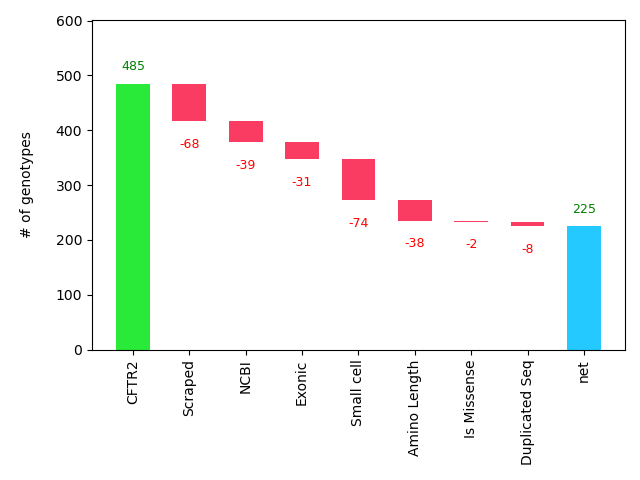 600
500
400
300
200
100
0
# of genotypes
485
-68
-39
-31
-74
-38
-2
-8
225
CFTR2
Scraped
NCBI
Exonic
Small cell
Amino Length
Is Missense
Duplicated Seq
net